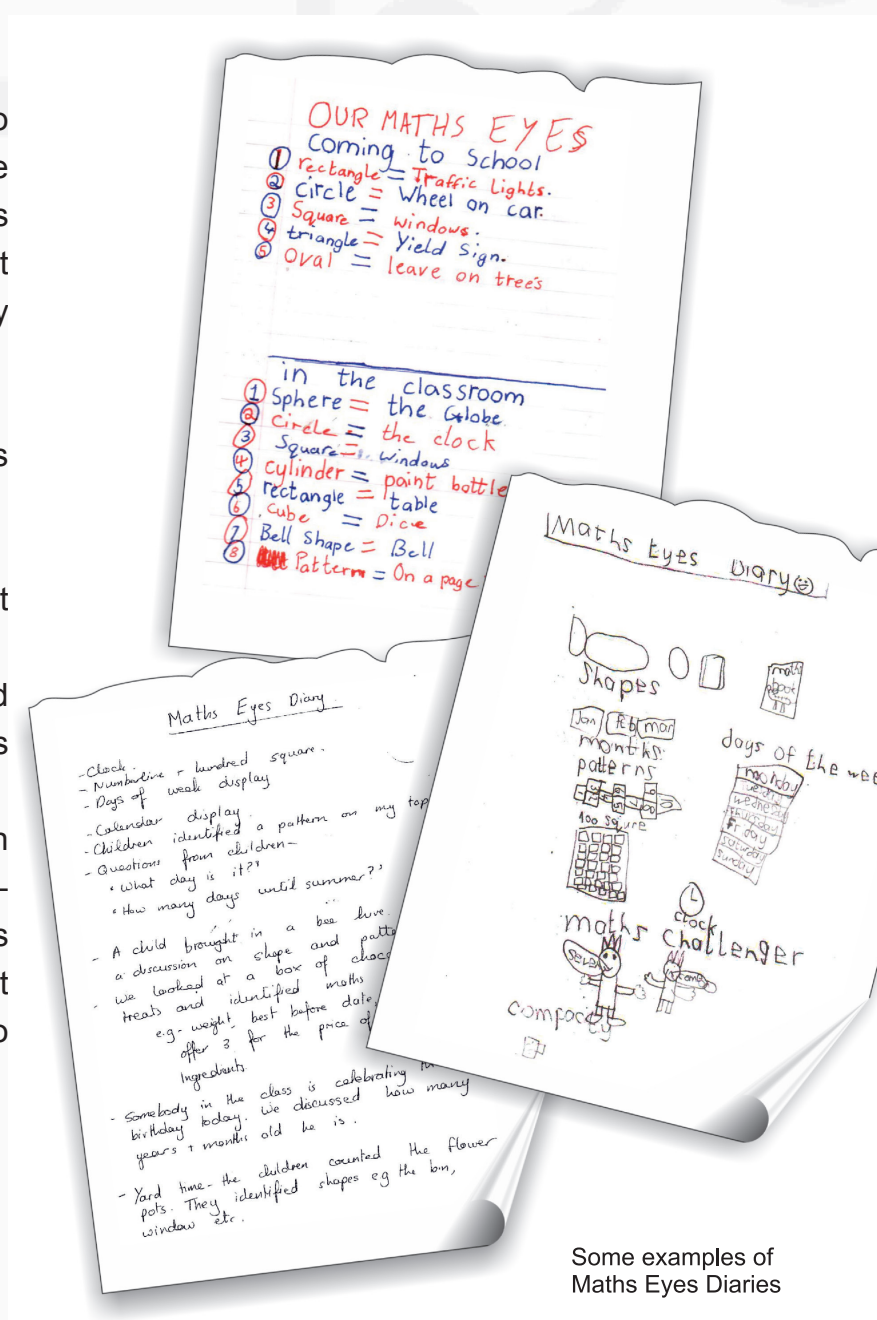 OUR MATHS EYES
Coming to School
1 rectangle = Traffic Lights.
2 circle = Wheel on car.
3 Square = windows.
4 triangle = Yield Sign.
5 Oval = leave on tree's
in the classroom
1 Sphere = the Globe.
2 circle = the clock
3 Square = windows
4 cylinder = paint bottle
5 rectangle = table
6 cube = Dice
7 Bell Shape = Bell
8 Pattern = On a page
Maths Eyes Diary
Shapes
maths
book
Jan Feb mar
months
patterns
days of the wee
monday
wednesday
thursday
friday
saturday
sunday
100 square
clock
maths challenger
Maths Eyes Diary
- Clock.
- Numberline + hundred square.
- Days of week display
- Calendar display
- Children identified a pattern on my top
- Questions from children-
"What day is it?"
"How many days until summer?"
- A child brought in a bee hive.
a discussion on shape and patte
- We looked at a box of choco
treats and identified maths
e.g - weight, best before date,
offer 3 for the price of
Ingredients.
- Somebody in the class is celebrating
birthday today. We discussed how many
years + months old he is.
- Yard time - the children counted the flower
pots. They identified shapes eg the bin,
window etc.
Some examples of
Maths Eyes Diaries